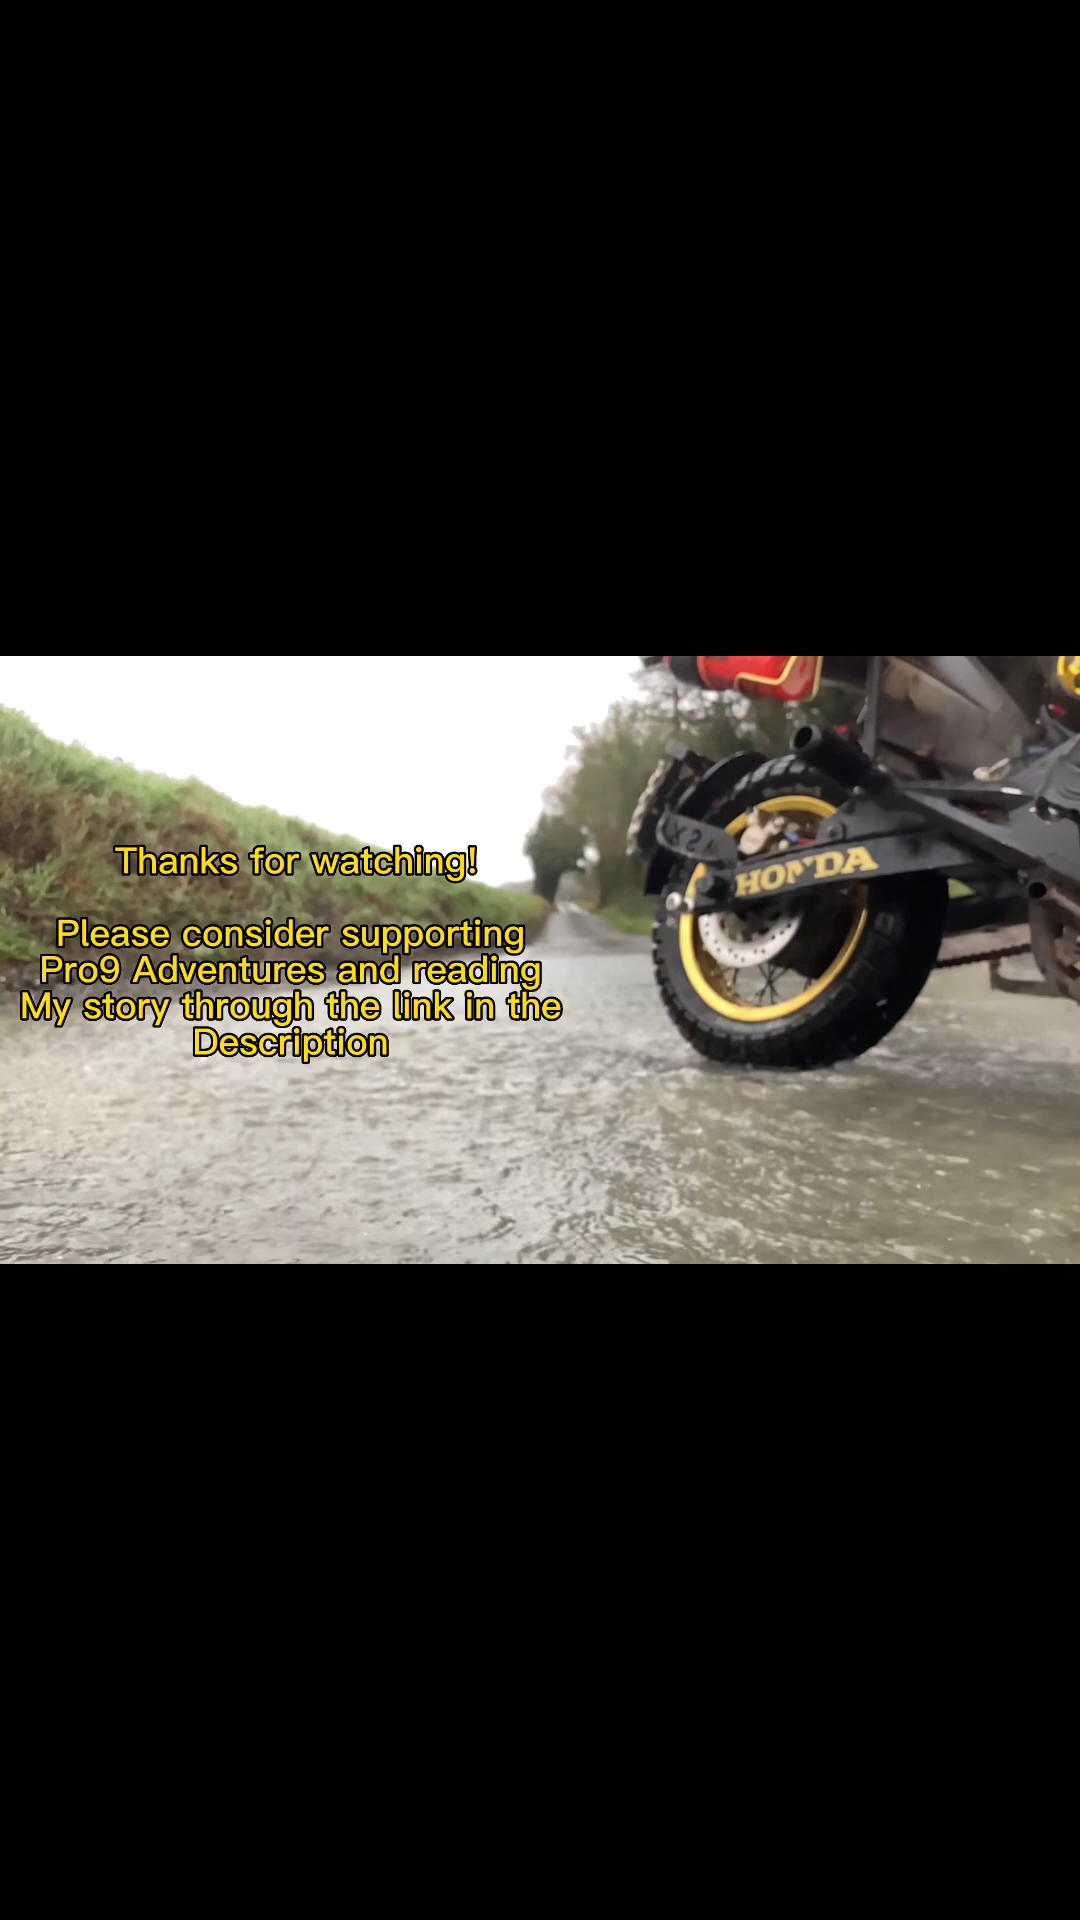 Thanks for watching!
Please consider supporting
Pro9 Adventures and reading
My story through the link in the
Description
HONDA